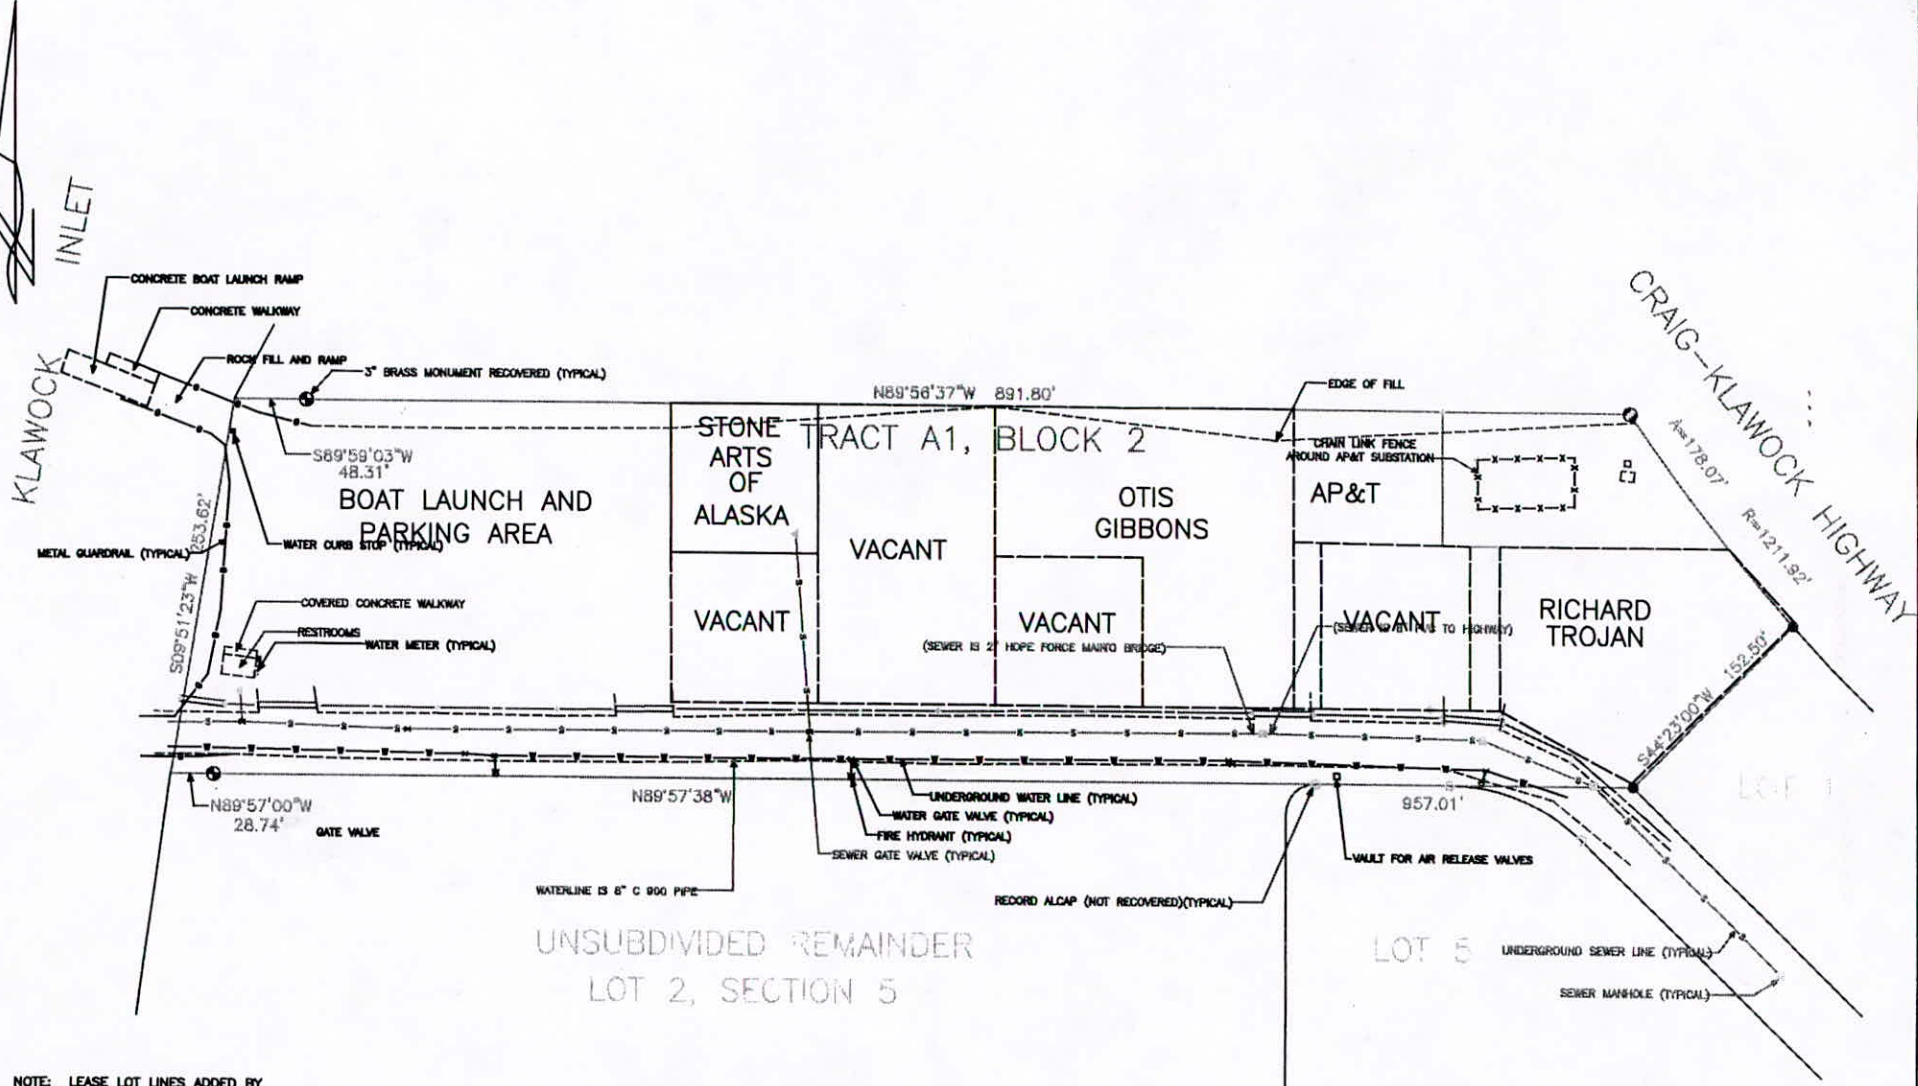 KLAWOCK
INLET
CONCRETE BOAT LAUNCH RAMP
CONCRETE WALKWAY
ROCK FILL AND RAMP
3" BRASS MONUMENT RECOVERED (TYPICAL)
N89°56'37"W 891.80'
EDGE OF FILL
CRAIG-KLAWOCK HIGHWAY
S89°59'03"W
48.31'
BOAT LAUNCH AND
PARKING AREA
STONE
ARTS
OF
ALASKA
TRACT A1, BLOCK 2
CHAIN LINK FENCE
AROUND AP&T SUBSTATION
AP&T
OTIS
GIBBONS
A=178.07'
R=1211.92'
METAL GUARDRAIL (TYPICAL)
S09°51'23"W 253.62'
WATER CURB STOP (TYPICAL)
VACANT
COVERED CONCRETE WALKWAY
RESTROOMS
WATER METER (TYPICAL)
VACANT
VACANT
VACANT
RICHARD
TROJAN
TO HIGHWAY)
S44°23'00"W 152.50'
N89°57'00"W
28.74'
GATE VALVE
N89°57'38"W
957.01'
UNDERGROUND WATER LINE (TYPICAL)
WATER GATE VALVE (TYPICAL)
FIRE HYDRANT (TYPICAL)
SEWER GATE VALVE (TYPICAL)
VAULT FOR AIR RELEASE VALVES
WATERLINE IS 8" C 900 PIPE
RECORD ALCAP (NOT RECOVERED)(TYPICAL)
UNSUBDIVIDED REMAINDER
LOT 2, SECTION 5
LOT 5
LOT 1
UNDERGROUND SEWER LINE (TYPICAL)
SEWER MANHOLE (TYPICAL)
NOTE: LEASE LOT LINES ADDED BY